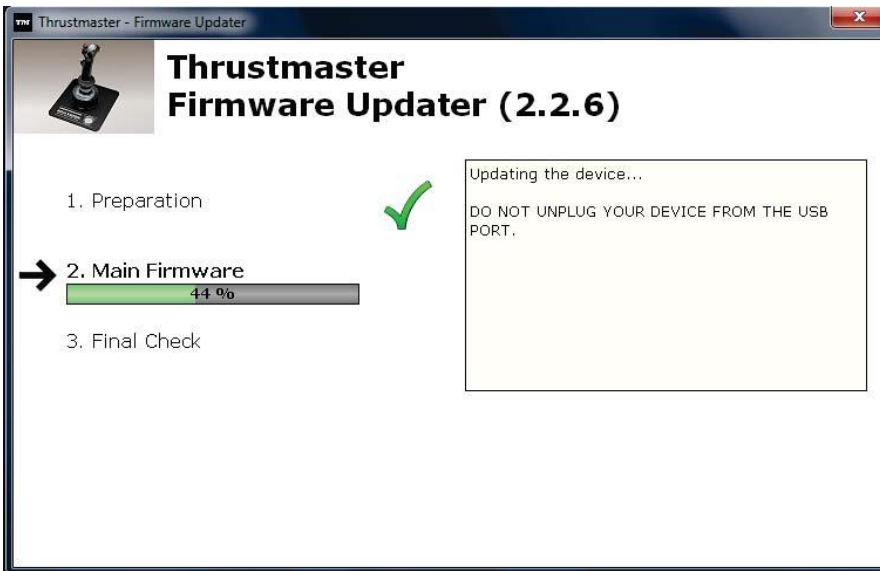 Thrustmaster - Firmware Updater
Thrustmaster
Firmware Updater (2.2.6)
1. Preparation
2. Main Firmware
44 %
3. Final Check
Updating the device...
DO NOT UNPLUG YOUR DEVICE FROM THE USB
PORT.